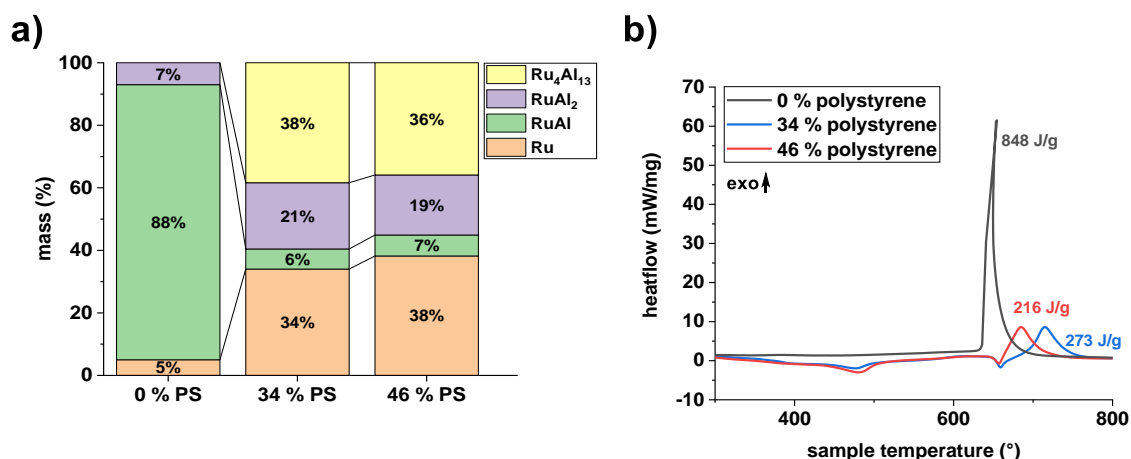 a)
100
80
60
40
20
0
mass (%)
7%
88%
5%
38%
21%
6%
34%
36%
19%
7%
38%
0 % PS
34 % PS
46 % PS
Ru₄Al₁₃
RuAl₂
RuAl
Ru
b)
70
60
50
40
30
20
10
0
-10
heatflow (mW/mg)
0 % polystyrene
34 % polystyrene
46 % polystyrene
exo
848 J/g
216 J/g
273 J/g
400
600
800
sample temperature (°)